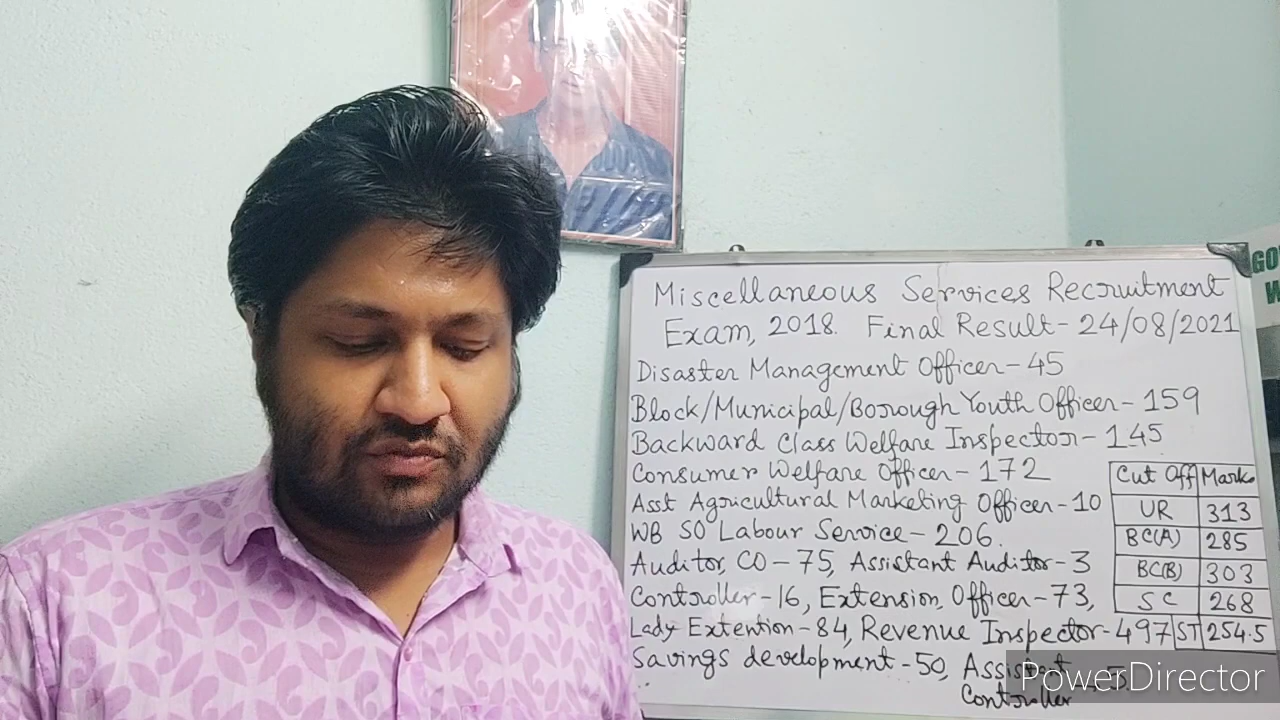 Miscellaneous Services Recruitment
Exam, 2018. Final Result- 24/08/2021
Disaster Management Officer- 45
Block/Municipal/Borough Youth Officer- 159
Backward Class Welfare Inspector- 145
Consumer Welfare Officer- 172
Asst Agricultural Marketing Officer- 10
WB SO Labour Service- 206.
Auditor, CO- 75, Assistant Auditor- 3
Controller- 16, Extension Officer- 73,
Lady Extention- 84, Revenue Inspector- 497
Savings development- 50, Assistant
Controller
Cut Off Marks
UR 313
BC(A) 285
BC(B) 303
SC 268
ST 254.5
PowerDirector